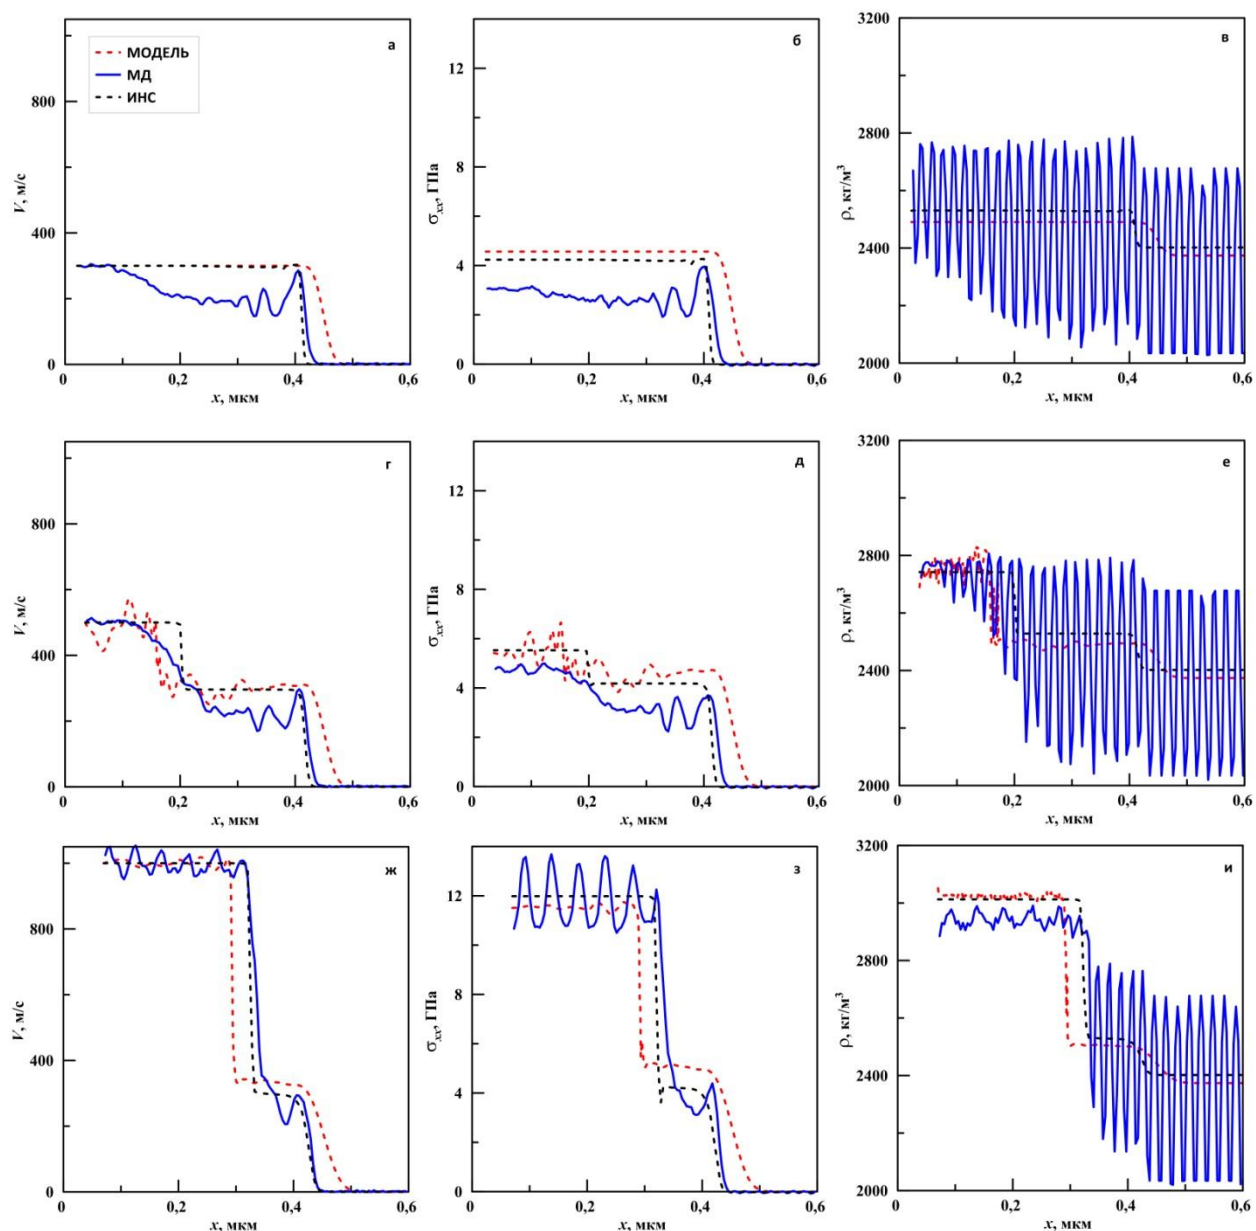 а
МОДЕЛЬ
МД
ИНС
800
400
0
V, м/с
0
0,2
0,4
0,6
x, мкм
б
12
8
4
0
σxx, ГПа
0
0,2
0,4
0,6
x, мкм
в
3200
2800
2400
2000
ρ, кг/м³
0,2
0,4
0,6
x, мкм
г
800
400
0
V, м/с
0
0,2
0,4
0,6
x, мкм
д
12
8
4
0
σxx, ГПа
0
0,2
0,4
0,6
x, мкм
е
3200
2800
2400
2000
ρ, кг/м³
0
0,2
0,4
0,6
x, мкм
ж
800
400
0
V, м/с
0
0,2
0,4
0,6
x, мкм
з
12
8
4
0
σxx, ГПа
0
0,2
0,4
0,6
x, мкм
и
3200
2800
2400
2000
ρ, кг/м³
0
0,2
0,4
0,6
x, мкм